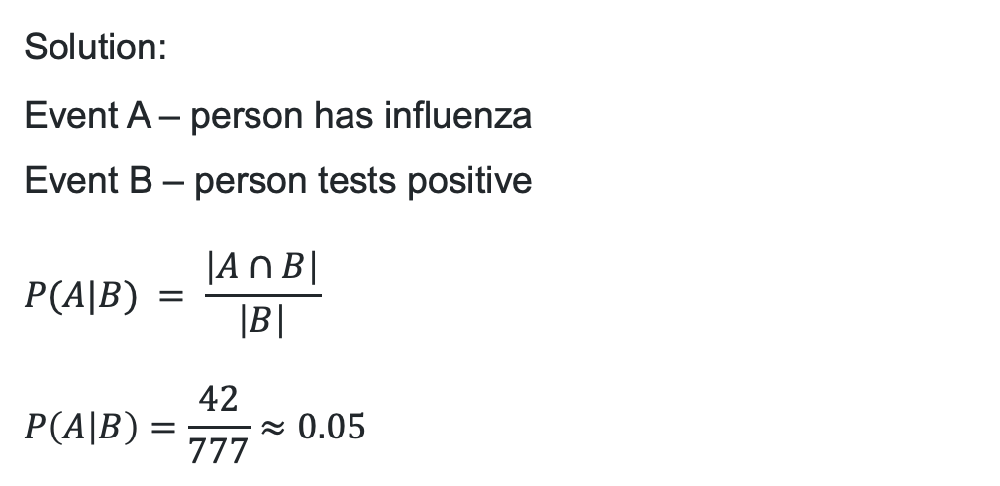 Solution:
Event A – person has influenza
Event B – person tests positive
P(A|B) = |A ∩ B| / |B|
P(A|B) = 42 / 777 ≈ 0.05